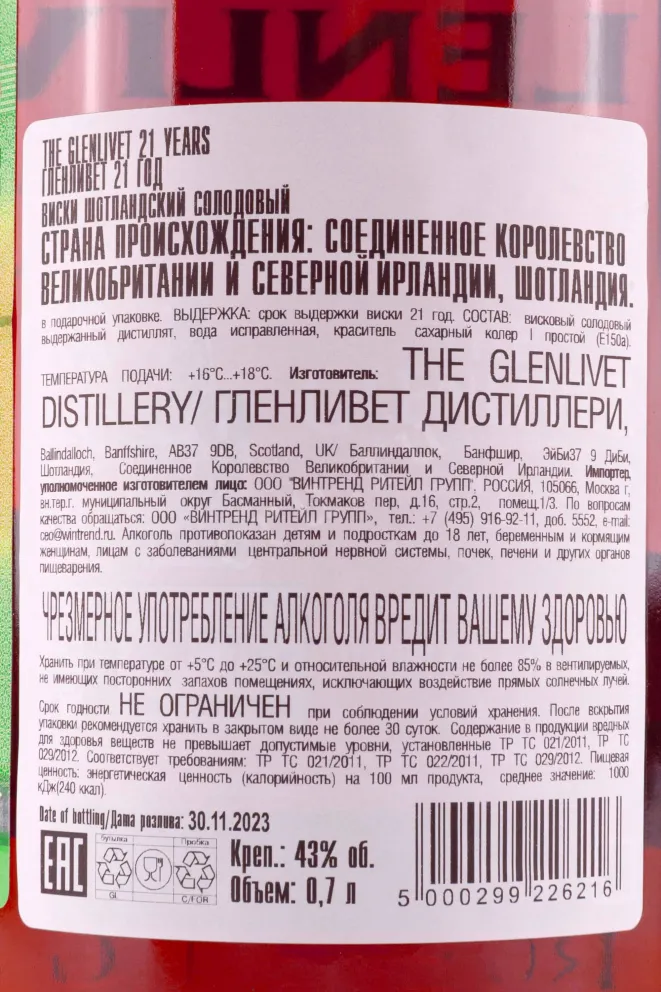 THE GLENLIVET 21 YEARS
ГЛЕНЛИВЕТ 21 ГОД
ВИСКИ ШОТЛАНДСКИЙ СОЛОДОВЫЙ
СТРАНА ПРОИСХОЖДЕНИЯ: СОЕДИНЕННОЕ КОРОЛЕВСТВО
ВЕЛИКОБРИТАНИИ И СЕВЕРНОЙ ИРЛАНДИИ, ШОТЛАНДИЯ.
в подарочной упаковке. ВЫДЕРЖКА: срок выдержки виски 21 год. СОСТАВ: висковый солодовый
выдержанный дистиллят, вода исправленная, краситель сахарный колер I простой (E150a).
ТЕМПЕРАТУРА ПОДАЧИ: +16°С...+18°С. Изготовитель: THE GLENLIVET
DISTILLERY/ ГЛЕНЛИВЕТ ДИСТИЛЛЕРИ,
Ballindalloch, Banffshire, AB37 9DB, Scotland, UK/ Баллиндаллок, Банфшир, ЭйБи37 9 ДиБи,
Шотландия, Соединенное Королевство Великобритании и Северной Ирландии. Импортер,
уполномоченное изготовителем лицо: ООО "ВИНТРЕНД РИТЕЙЛ ГРУПП". РОССИЯ, 105066, Москва г,
вн.тер.г. муниципальный округ Басманный, Токмаков пер, д.16, стр.2, помещ.1/3. По вопросам
качества обращаться: ООО «ВИНТРЕНД РИТЕЙЛ ГРУПП», тел.: +7 (495) 916-92-11, доб. 5552, e-mail:
ceo@wintrend.ru. Алкоголь противопоказан детям и подросткам до 18 лет, беременным и кормящим
женщинам, лицам с заболеваниями центральной нервной системы, почек, печени и других органов
пищеварения.
ЧРЕЗМЕРНОЕ УПОТРЕБЛЕНИЕ АЛКОГОЛЯ ВРЕДИТ ВАШЕМУ ЗДОРОВЬЮ
Хранить при температуре от +5°С до +25°С и относительной влажности не более 85% в вентилируемых,
не имеющих посторонних запахов помещениях, исключающих воздействие прямых солнечных лучей.
Срок годности НЕ ОГРАНИЧЕН при соблюдении условий хранения. После вскрытия
упаковки рекомендуется хранить в закрытом виде не более 30 суток. Содержание в продукции вредных
для здоровья веществ не превышает допустимые уровни, установленные ТР ТС 021/2011, ТР ТС
029/2012. Соответствует требованиям: ТР ТС 021/2011, ТР ТС 022/2011, ТР ТС 029/2012. Пищевая
ценность: энергетическая ценность (калорийность) на 100 мл продукта, среднее значение: 1000
кДж(240 ккал).
Date of bottling/Дата розлива: 30.11.2023
EAC
Бутылка Пробка
GL C/FOR
Креп.: 43% об.
Объем: 0,7 л
5 000299 226216